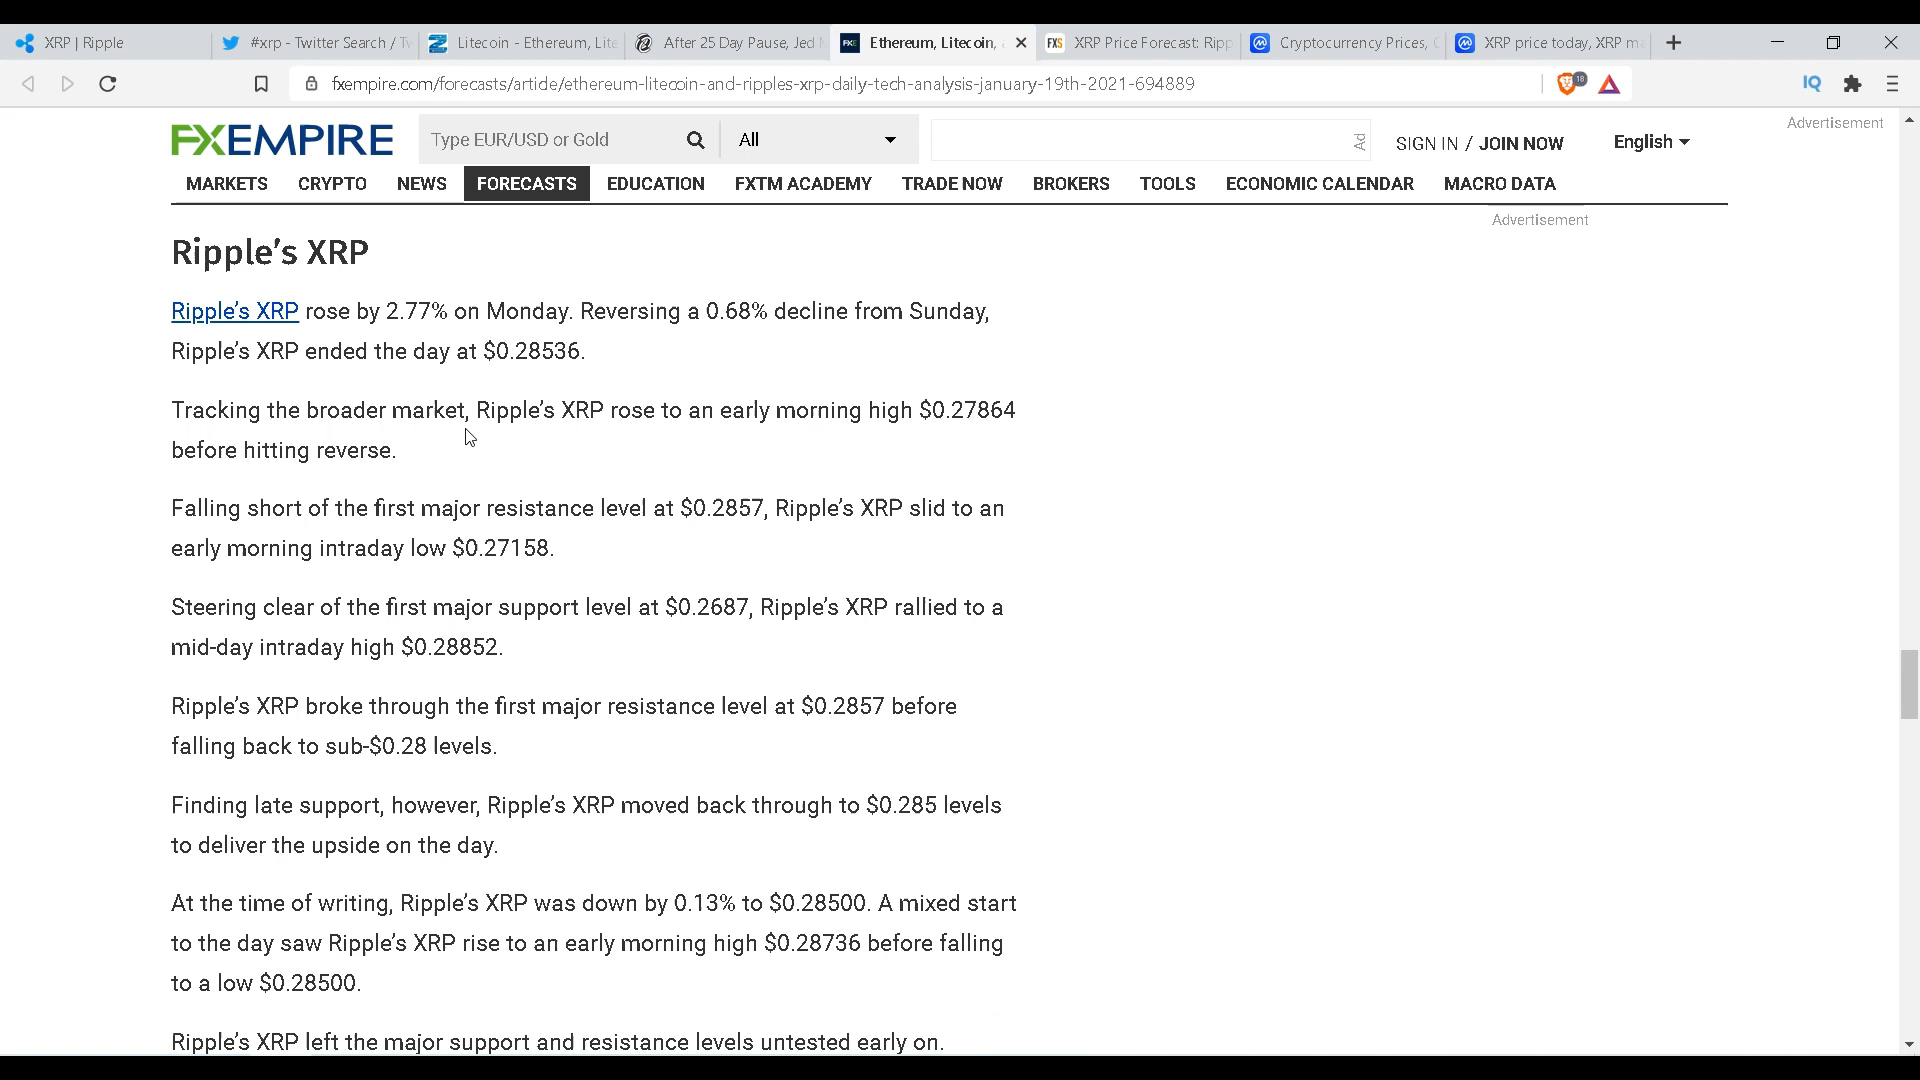 XRP | Ripple
#xrp - Twitter Search / Tw
Litecoin - Ethereum, Lite
After 25 Day Pause, Jed M
Ethereum, Litecoin,
XRP Price Forecast: Ripp
Cryptocurrency Prices, C
XRP price today, XRP ma
fxempire.com/forecasts/article/ethereum-litecoin-and-ripples-xrp-daily-tech-analysis-january-19th-2021-694889
18
IQ
FXEMPIRE
Type EUR/USD or Gold
All
Ad
SIGN IN / JOIN NOW
English
Advertisement
MARKETS CRYPTO NEWS FORECASTS EDUCATION FXTM ACADEMY TRADE NOW BROKERS TOOLS ECONOMIC CALENDAR MACRO DATA
Advertisement
Ripple’s XRP
Ripple’s XRP rose by 2.77% on Monday. Reversing a 0.68% decline from Sunday,
Ripple’s XRP ended the day at $0.28536.
Tracking the broader market, Ripple’s XRP rose to an early morning high $0.27864
before hitting reverse.
Falling short of the first major resistance level at $0.2857, Ripple’s XRP slid to an
early morning intraday low $0.27158.
Steering clear of the first major support level at $0.2687, Ripple’s XRP rallied to a
mid-day intraday high $0.28852.
Ripple’s XRP broke through the first major resistance level at $0.2857 before
falling back to sub-$0.28 levels.
Finding late support, however, Ripple’s XRP moved back through to $0.285 levels
to deliver the upside on the day.
At the time of writing, Ripple’s XRP was down by 0.13% to $0.28500. A mixed start
to the day saw Ripple’s XRP rise to an early morning high $0.28736 before falling
to a low $0.28500.
Ripple’s XRP left the major support and resistance levels untested early on.